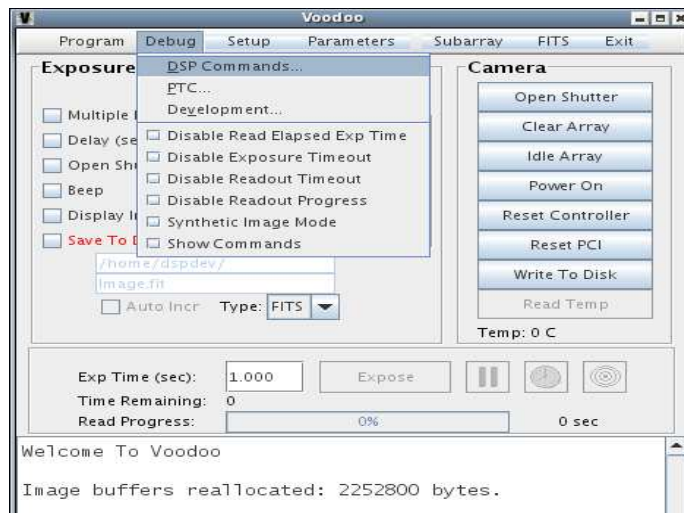 Voodoo
Program Debug Setup Parameters Subarray FITS Exit
Exposure
DSP Commands...
PTC...
Development...
Disable Read Elapsed Exp Time
Disable Exposure Timeout
Disable Readout Timeout
Disable Readout Progress
Synthetic Image Mode
Show Commands
Multiple
Delay
Open
Beep
Display
Save To
/home/dspdev/
Image.fit
Auto Incr Type: FITS
Camera
Open Shutter
Clear Array
Idle Array
Power On
Reset Controller
Reset PCI
Write To Disk
Read Temp
Temp: 0 C
Exp Time (sec): 1.000 Expose
Time Remaining: 0
Read Progress: 0% 0 sec
Welcome To Voodoo
Image buffers reallocated: 2252800 bytes.